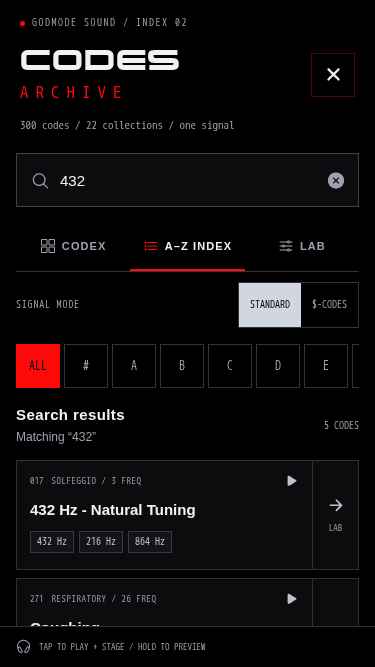 GODMODE SOUND / INDEX 02
CODES
ARCHIVE
300 codes / 22 collections / one signal
432
CODEX
A–Z INDEX
LAB
SIGNAL MODE
STANDARD
$-CODES
ALL
#
A
B
C
D
E
Search results
Matching “432”
5 CODES
017 SOLFEGGIO / 3 FREQ
432 Hz - Natural Tuning
432 Hz
216 Hz
864 Hz
LAB
271 RESPIRATORY / 26 FREQ
Coughing
TAP TO PLAY + STAGE / HOLD TO PREVIEW